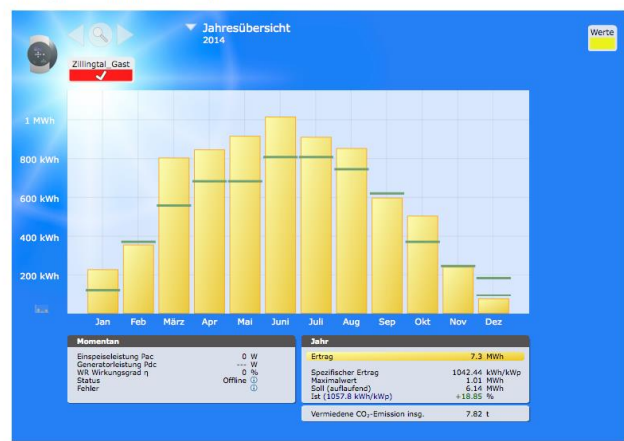 Jahresübersicht
2014
Werte
Zillingtal_Gast
1 MWh
800 kWh
600 kWh
400 kWh
200 kWh
Jan Feb März Apr Mai Juni Juli Aug Sep Okt Nov Dez
Momentan
Einspeiseleistung Pac 0 W
Generatorleistung Pdc --- W
WR Wirkungsgrad η 0 %
Status Offline
Fehler
Jahr
Ertrag 7.3 MWh
Spezifischer Ertrag 1042.44 kWh/kWp
Maximalwert 1.01 MWh
Soll (auflaufend) 6.14 MWh
Ist (1057.8 kWh/kWp) +18.85 %
Vermiedene CO₂-Emission insg. 7.82 t